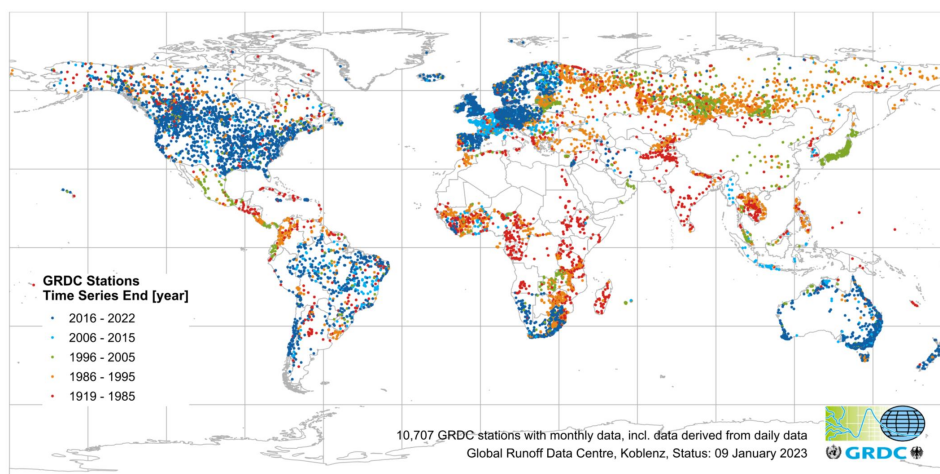 GRDC Stations
Time Series End [year]
2016 - 2022
2006 - 2015
1996 - 2005
1986 - 1995
1919 - 1985
10,707 GRDC stations with monthly data, incl. data derived from daily data
Global Runoff Data Centre, Koblenz, Status: 09 January 2023
GRDC